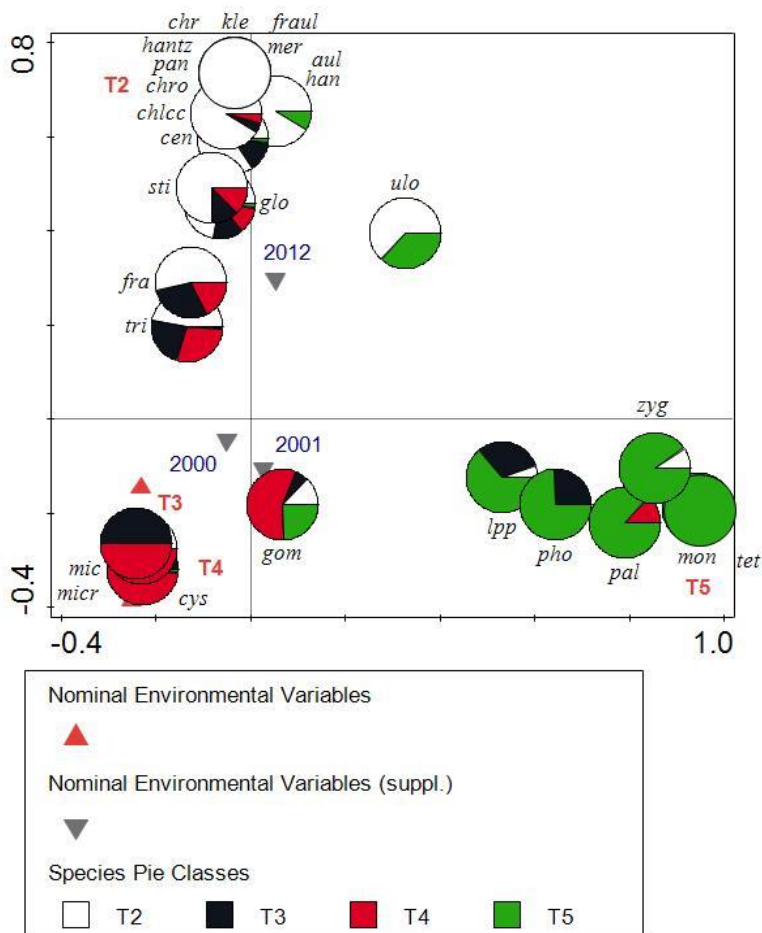 chr kle fraul
hantz mer
pan aul
T2 chro han
chlcc
cen
sti
glo
ulo
2012
fra
tri
zyg
2000 2001
T3
lpp
pho
gom
mic T4 pal mon tet
micr cys T5
0.8
-0.4
-0.4 1.0
Nominal Environmental Variables
Nominal Environmental Variables (suppl.)
Species Pie Classes
T2 T3 T4 T5